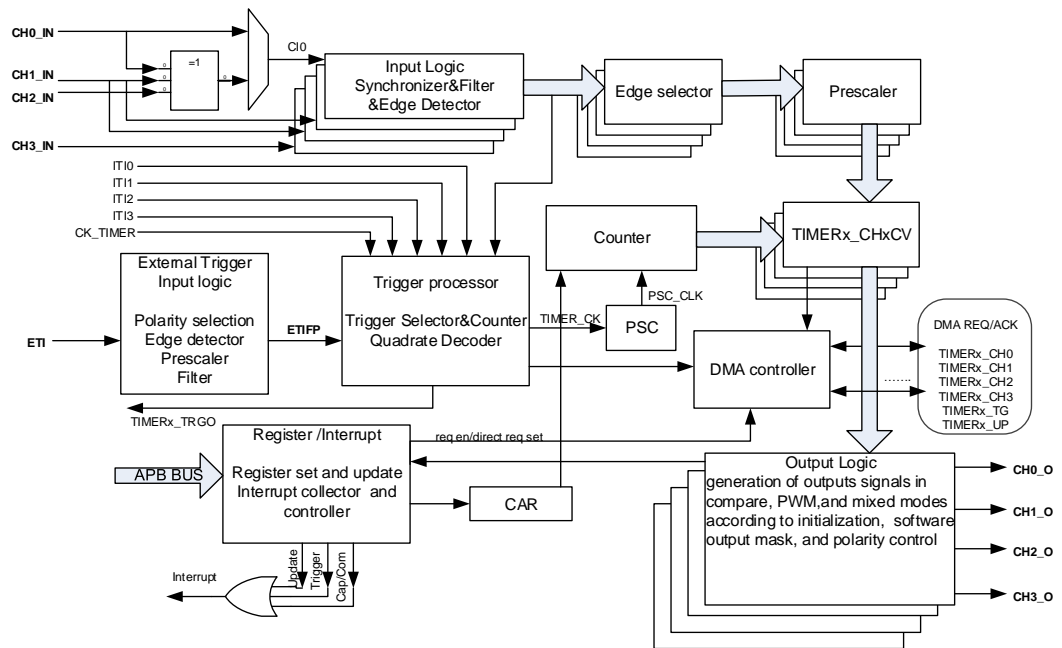 CH0_IN
CH1_IN
CH2_IN
CH3_IN
=1
CI0
Input Logic
Synchronizer&Filter
&Edge Detector
Edge selector
Prescaler
ITI0
ITI1
ITI2
ITI3
CK_TIMER
Counter
TIMERx_CHxCV
External Trigger
Input logic
Polarity selection
Edge detector
Prescaler
Filter
ETI
ETIFP
Trigger processor
Trigger Selector&Counter
Quadrate Decoder
TIMER_CK
PSC
PSC_CLK
DMA controller
DMA REQ/ACK
TIMERx_CH0
TIMERx_CH1
TIMERx_CH2
TIMERx_CH3
TIMERx_TG
TIMERx_UP
.......
TIMERx_TRGO
APB BUS
Register /Interrupt
Register set and update
Interrupt collector and
controller
req en/direct req set
CAR
Output Logic
generation of outputs signals in
compare, PWM,and mixed modes
according to initialization, software
output mask, and polarity control
CH0_O
CH1_O
CH2_O
CH3_O
Update
Trigger
Cap/Com
Interrupt